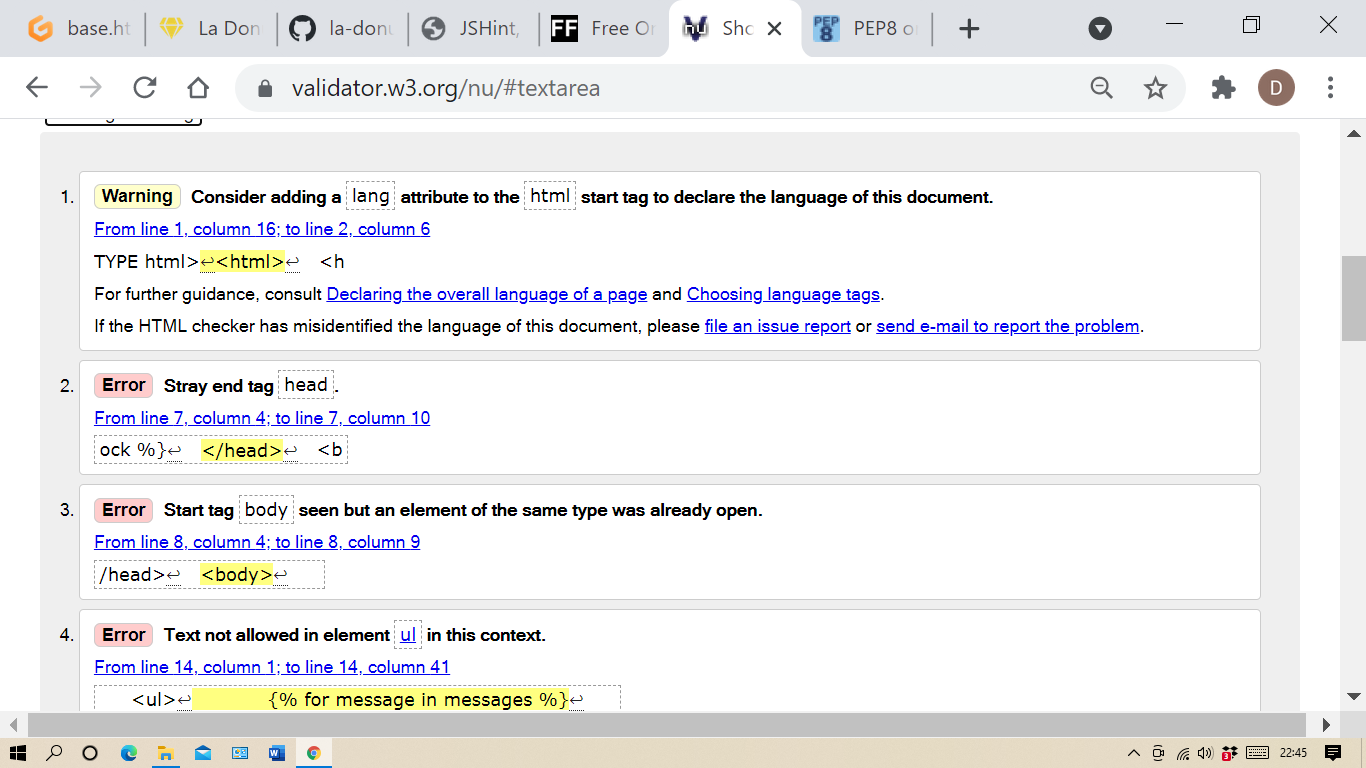 base.ht
La Don
la-donu
JSHint,
FF
Free Or
Sho
PEP 8
PEP8 o
validator.w3.org/nu/#textarea
D
1. Warning Consider adding a lang attribute to the html start tag to declare the language of this document.
From line 1, column 16; to line 2, column 6
TYPE html>↩<html>↩ <h
For further guidance, consult Declaring the overall language of a page and Choosing language tags.
If the HTML checker has misidentified the language of this document, please file an issue report or send e-mail to report the problem.
2. Error Stray end tag head.
From line 7, column 4; to line 7, column 10
ock %}↩ </head>↩ <b
3. Error Start tag body seen but an element of the same type was already open.
From line 8, column 4; to line 8, column 9
/head>↩ <body>↩
4. Error Text not allowed in element ul in this context.
From line 14, column 1; to line 14, column 41
<ul>↩ {% for message in messages %}↩
22:45